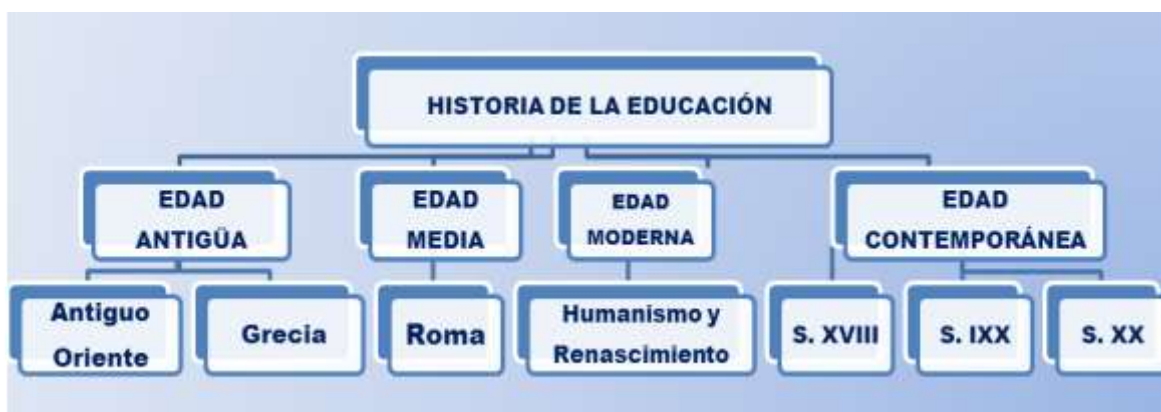 HISTORIA DE LA EDUCACIÓN
EDAD
ANTIGÜA
EDAD
MEDIA
EDAD
MODERNA
EDAD
CONTEMPORÁNEA
Antiguo
Oriente
Grecia
Roma
Humanismo y
Renascimiento
S. XVIII
S. IXX
S. XX